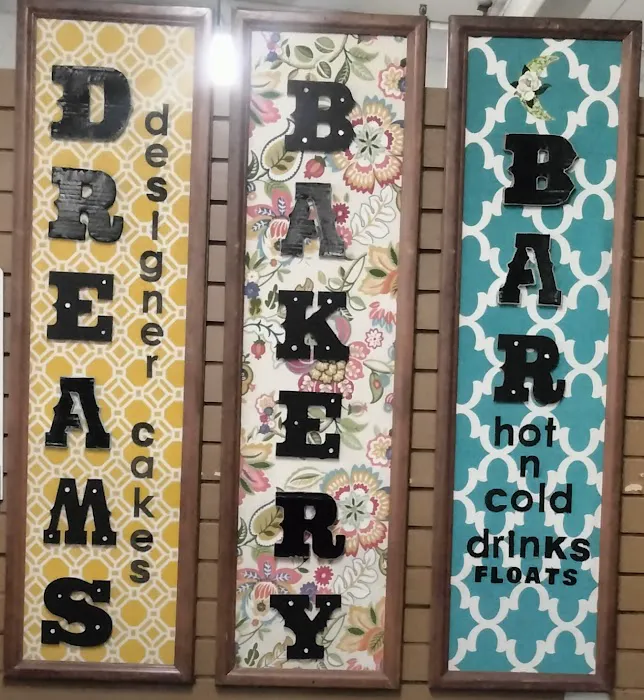 DREAMS
designer cakes
BAKERY
BAR
hot
n
cold
drinks
FLOATS